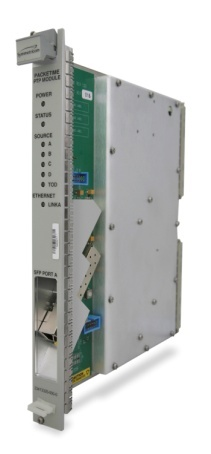 PACKETIME
PTP MODULE
POWER
STATUS
SOURCE
A
B
C
D
TOD
ETHERNET
LINKA
SFP PORT A